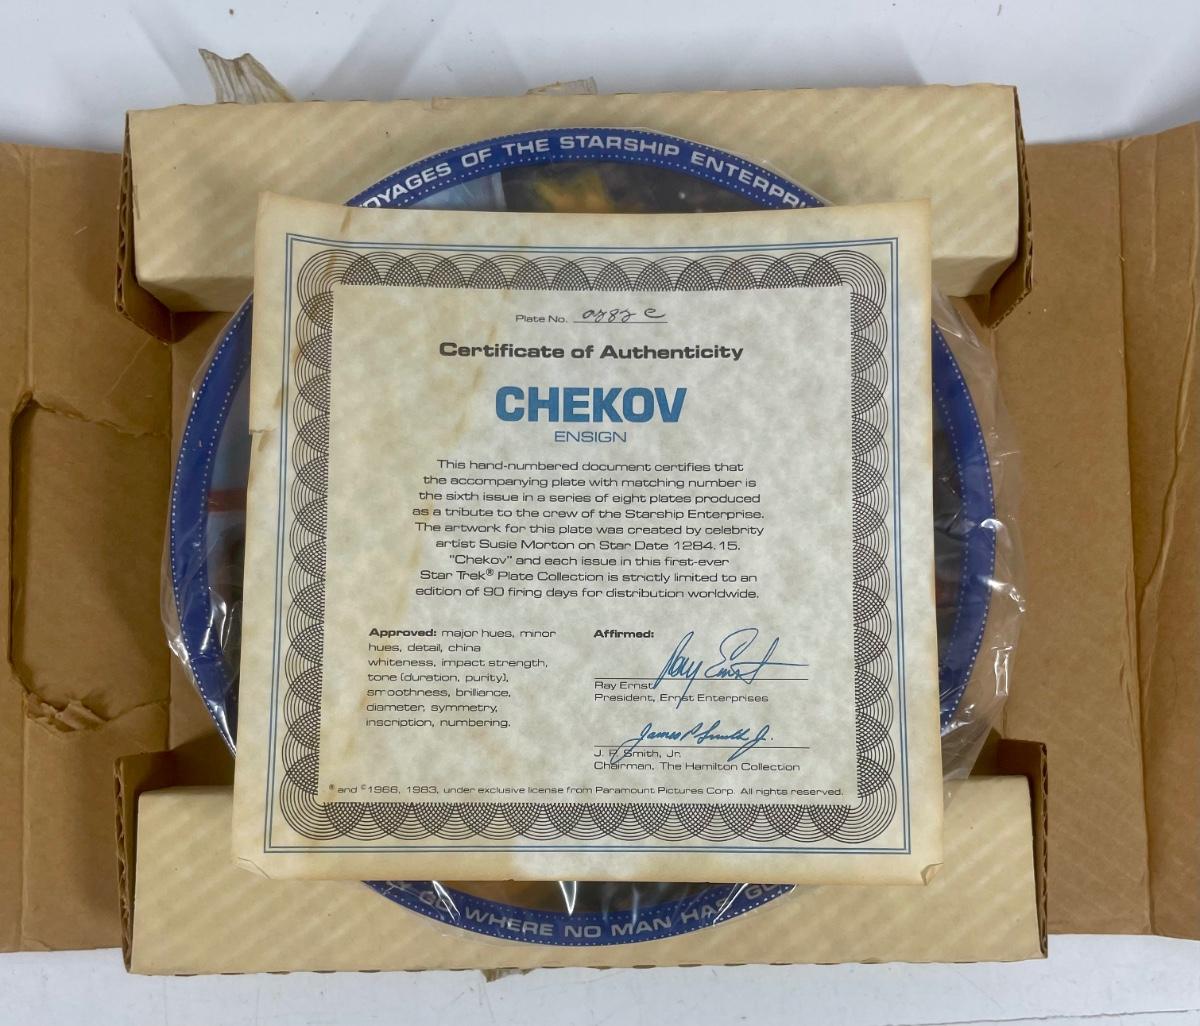 OYAGES OF THE STARSHIP ENTERPRI
Plate No.
Certificate of Authenticity
CHEKOV
ENSIGN
This hand-numbered document certifies that
the accompanying plate with matching number is
the sixth issue in a series of eight plates produced
as a tribute to the crew of the Starship Enterprise.
The artwork for this plate was created by celebrity
artist Susie Morton on Star Date 1284.15.
"Chekov" and each issue in this first-ever
Star Trek® Plate Collection is strictly limited to an
edition of 90 firing days for distribution worldwide.
Approved: major hues, minor
hues, detail, china
whiteness, impact strength,
tone (duration, purity),
smoothness, briliance,
diameter, symmetry,
inscription, numbering.
Affirmed:
Ray Ernst
Ray Ernst
President, Ernst Enterprises
James P Smith Jr.
J. P. Smith, Jr.
Chairman, The Hamilton Collection
® and ©1966, 1983, under exclusive license from Paramount Pictures Corp. All rights reserved.
GO WHERE NO MAN HAS GO